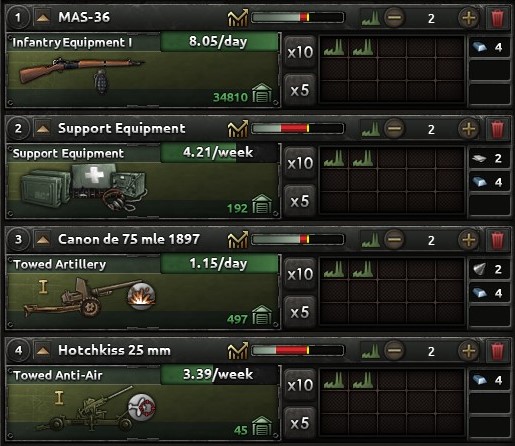 1 MAS-36 2
Infantry Equipment I 8.05/day x10 4
34810 x5
2 Support Equipment 2
Support Equipment 4.21/week x10 2
4
192 x5
3 Canon de 75 mle 1897 2
Towed Artillery 1.15/day x10 2
I 4
497 x5
4 Hotchkiss 25 mm 2
Towed Anti-Air 3.39/week x10 4
I
45 x5